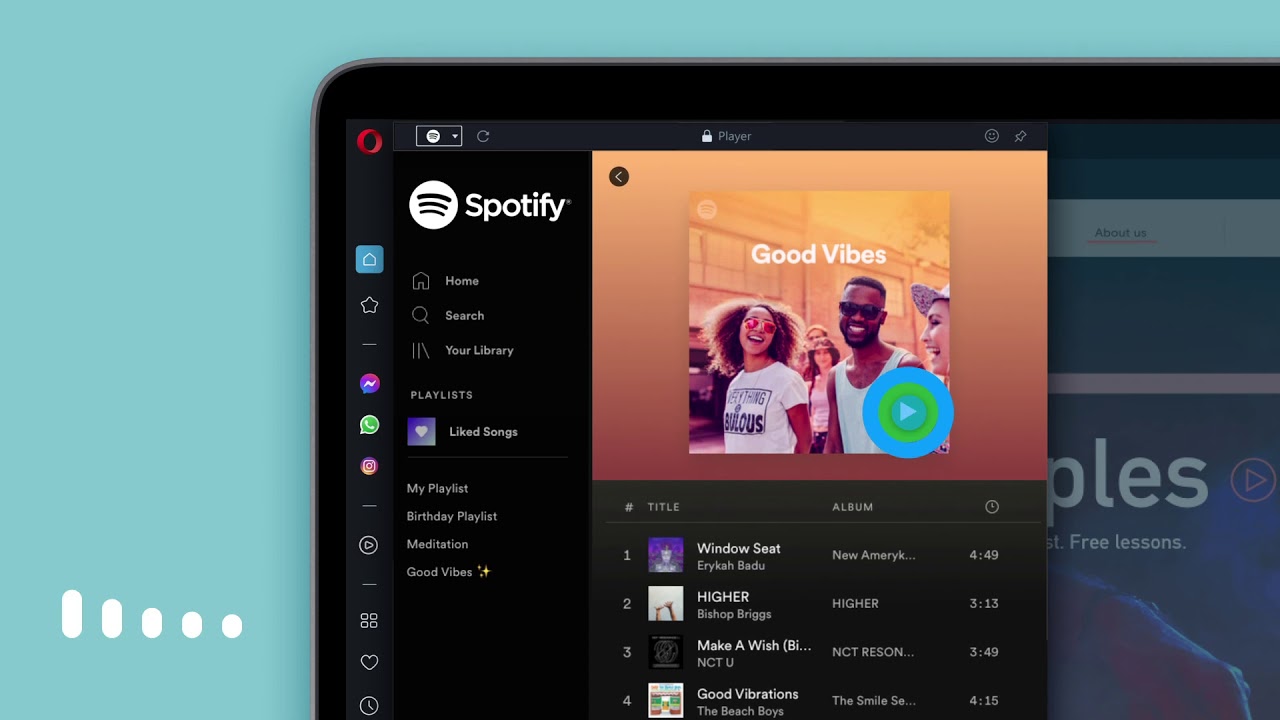 Player
Spotify®
Home
Search
Your Library
PLAYLISTS
Liked Songs
My Playlist
Birthday Playlist
Meditation
Good Vibes ✨
Good Vibes
BULOUS
# TITLE ALBUM
1 Window Seat New Ameryk... 4:49
Erykah Badu
2 HIGHER HIGHER 3:13
Bishop Briggs
3 Make A Wish (Bi... NCT RESON... 3:49
NCT U
4 Good Vibrations The Smile Se... 4:15
The Beach Boys
About us
ples
st. Free lessons.